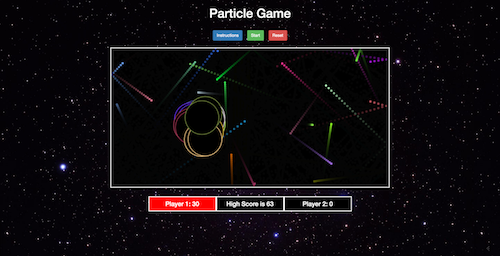 Particle Game
Instructions Start Reset
Player 1: 30 High Score is 63 Player 2: 0